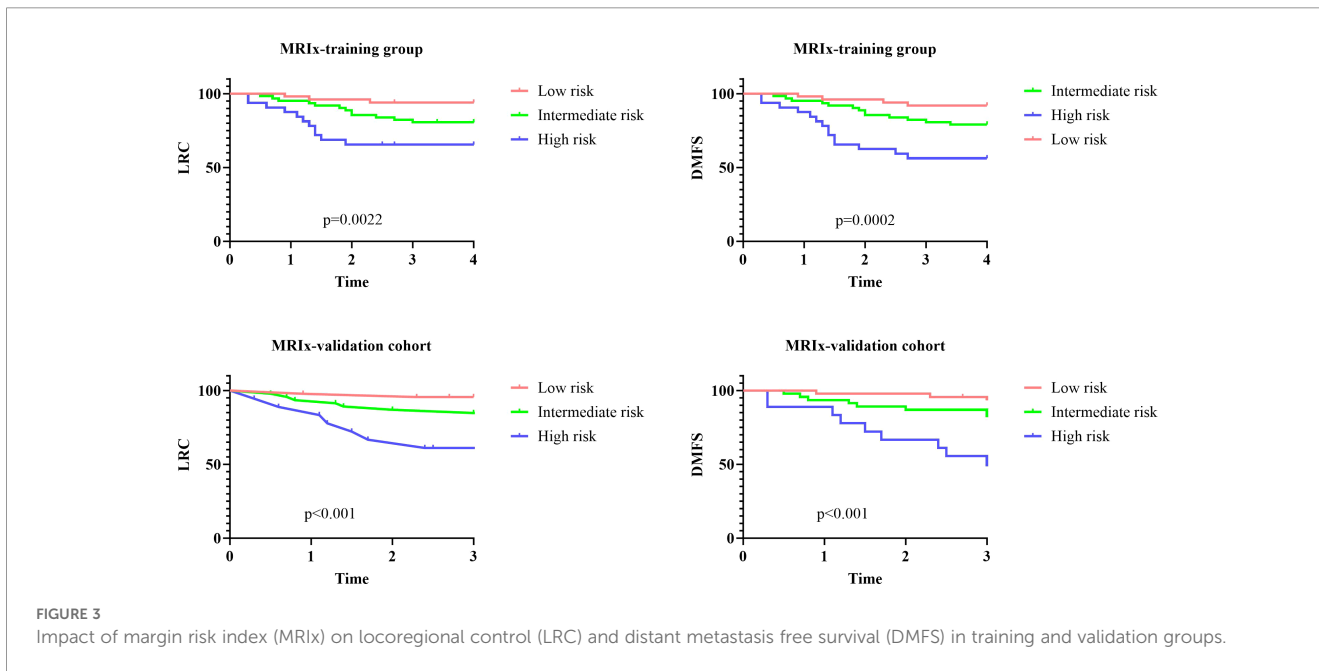 MRIx-training group
LRC
100
50
0
0 1 2 3 4
Time
p=0.0022
Low risk
Intermediate risk
High risk
MRIx-training group
DMFS
100
50
0
0 1 2 3 4
Time
p=0.0002
Intermediate risk
High risk
Low risk
MRIx-validation cohort
LRC
100
50
0
0 1 2 3
Time
p<0.001
Low risk
Intermediate risk
High risk
MRIx-validation cohort
DMFS
100
50
0
0 1 2 3
Time
p<0.001
Low risk
Intermediate risk
High risk
FIGURE 3
Impact of margin risk index (MRIx) on locoregional control (LRC) and distant metastasis free survival (DMFS) in training and validation groups.